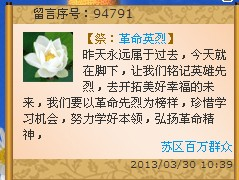 留言序号：94791
【祭：革命英烈】
昨天永远属于过去，今天就
在脚下，让我们铭记英雄先
烈，去开拓美好幸福的未
来，我们要以革命先烈为榜样，珍惜学
习机会，努力学好本领，弘扬革命精
神，
苏区百万群众
2013/03/30 10:39